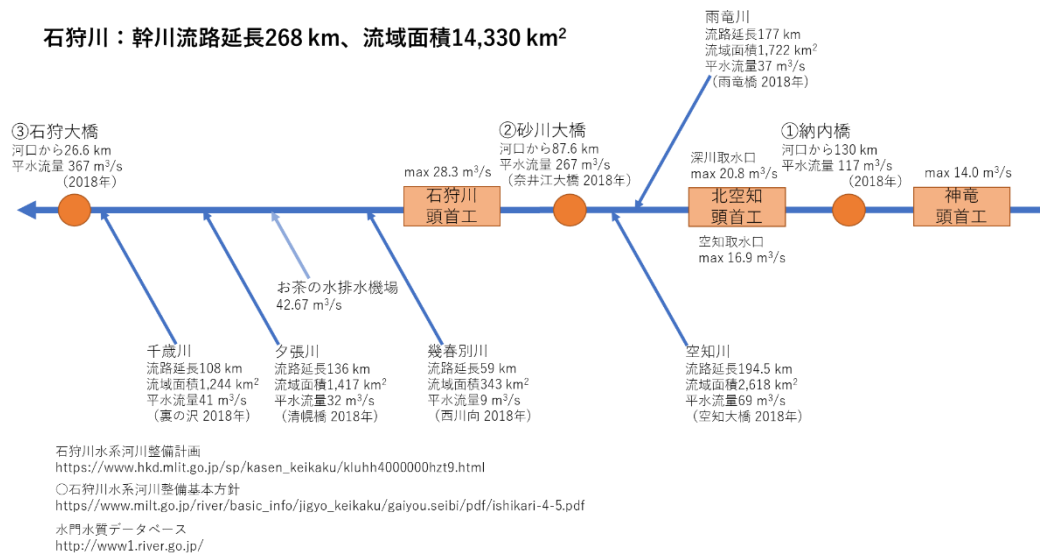 石狩川：幹川流路延長268 km、流域面積14,330 km²
雨竜川
流路延長177 km
流域面積1,722 km²
平水流量37 m³/s
（雨竜橋 2018年）
③石狩大橋
河口から26.6 km
平水流量 367 m³/s
（2018年）
②砂川大橋
河口から87.6 km
平水流量 267 m³/s
（奈井江大橋 2018年）
①納内橋
河口から130 km
平水流量 117 m³/s
（2018年）
max 28.3 m³/s
石狩川
頭首工
深川取水口
max 20.8 m³/s
北空知
頭首工
空知取水口
max 16.9 m³/s
max 14.0 m³/s
神竜
頭首工
お茶の水排水機場
42.67 m³/s
千歳川
流路延長108 km
流域面積1,244 km²
平水流量41 m³/s
（裏の沢 2018年）
夕張川
流路延長136 km
流域面積1,417 km²
平水流量32 m³/s
（清幌橋 2018年）
幾春別川
流路延長59 km
流域面積343 km²
平水流量9 m³/s
（西川向 2018年）
空知川
流路延長194.5 km
流域面積2,618 km²
平水流量69 m³/s
（空知大橋 2018年）
石狩川水系河川整備計画
https://www.hkd.mlit.go.jp/sp/kasen_keikaku/kluhh4000000hzt9.html
〇石狩川水系河川整備基本方針
https://www.milt.go.jp/river/basic_info/jigyo_keikaku/gaiyou.seibi/pdf/ishikari-4-5.pdf
水門水質データベース
http://www1.river.go.jp/